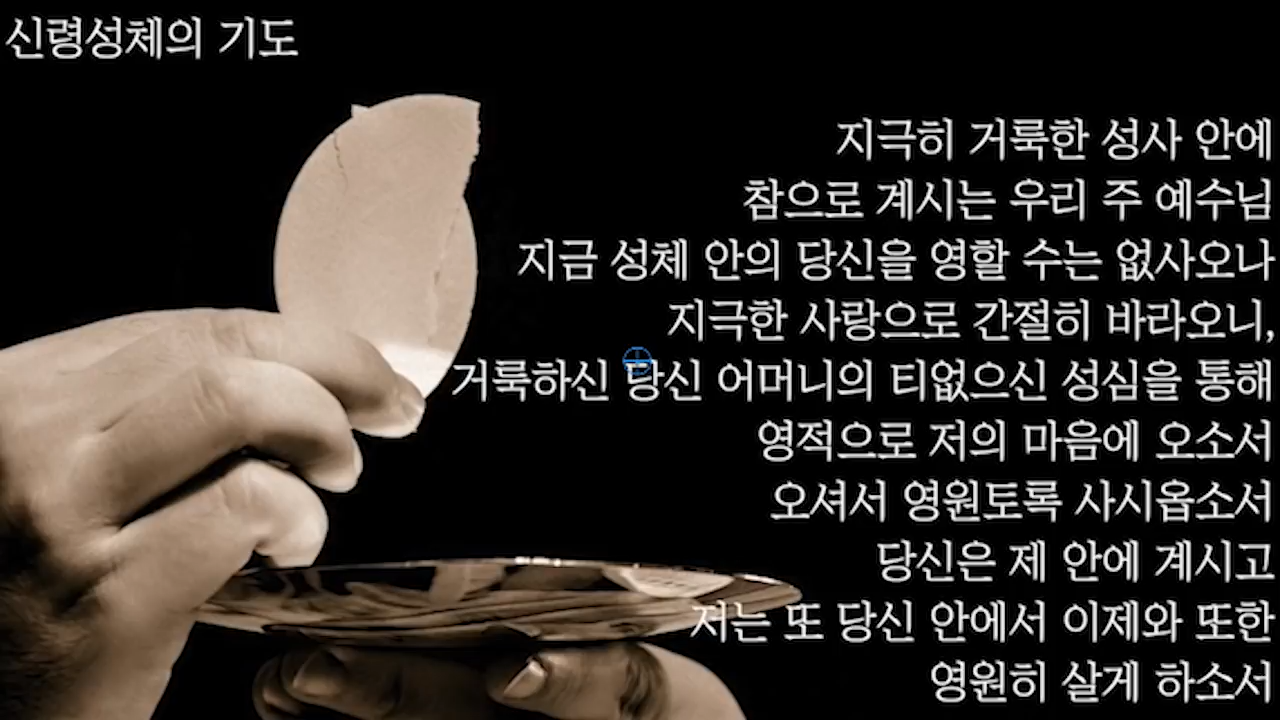 신령성체의 기도
지극히 거룩한 성사 안에
참으로 계시는 우리 주 예수님
지금 성체 안의 당신을 영할 수는 없사오나
지극한 사랑으로 간절히 바라오니,
거룩하신 당신 어머니의 티없으신 성심을 통해
영적으로 저의 마음에 오소서
오셔서 영원토록 사시옵소서
당신은 제 안에 계시고
저는 또 당신 안에서 이제와 또한
영원히 살게 하소서